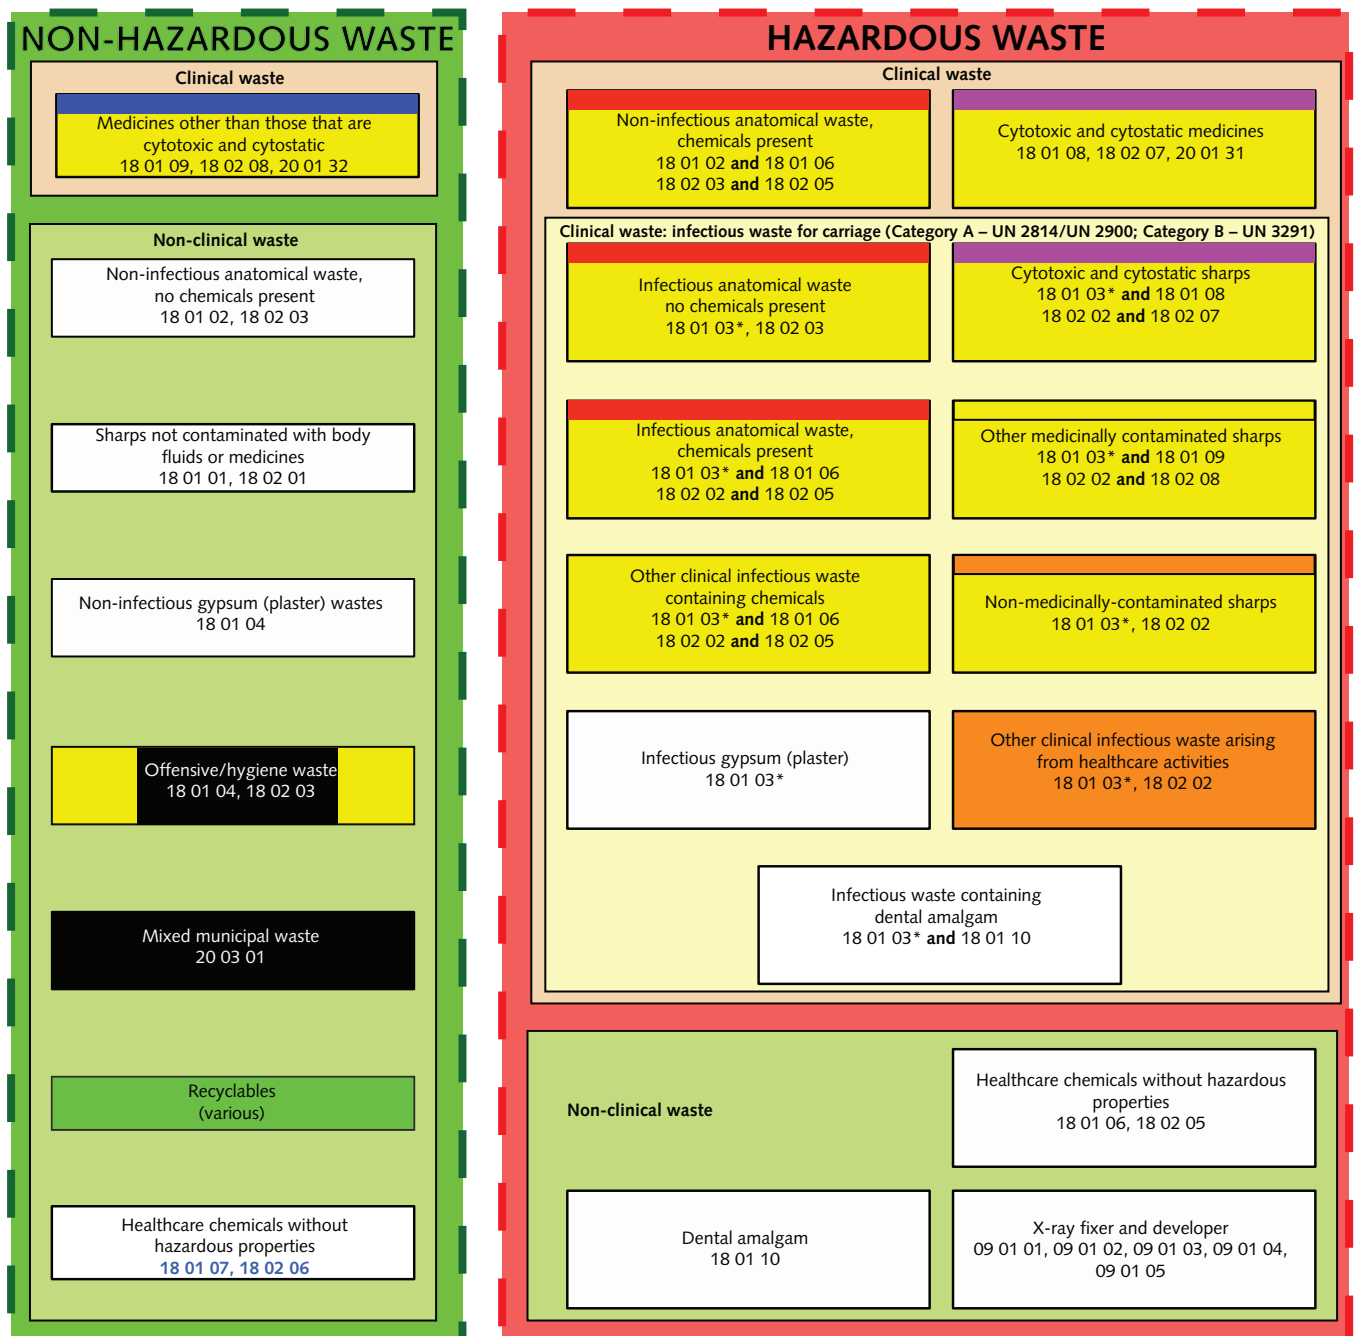 NON-HAZARDOUS WASTE
Clinical waste
Medicines other than those that are
cytotoxic and cytostatic
18 01 09, 18 02 08, 20 01 32
Non-clinical waste
Non-infectious anatomical waste,
no chemicals present
18 01 02, 18 02 03
Sharps not contaminated with body
fluids or medicines
18 01 01, 18 02 01
Non-infectious gypsum (plaster) wastes
18 01 04
Offensive/hygiene waste
18 01 04, 18 02 03
Mixed municipal waste
20 03 01
Recyclables
(various)
Healthcare chemicals without
hazardous properties
18 01 07, 18 02 06
HAZARDOUS WASTE
Clinical waste
Non-infectious anatomical waste,
chemicals present
18 01 02 and 18 01 06
18 02 03 and 18 02 05
Cytotoxic and cytostatic medicines
18 01 08, 18 02 07, 20 01 31
Clinical waste: infectious waste for carriage (Category A – UN 2814/UN 2900; Category B – UN 3291)
Infectious anatomical waste
no chemicals present
18 01 03*, 18 02 03
Cytotoxic and cytostatic sharps
18 01 03* and 18 01 08
18 02 02 and 18 02 07
Infectious anatomical waste,
chemicals present
18 01 03* and 18 01 06
18 02 02 and 18 02 05
Other medicinally contaminated sharps
18 01 03* and 18 01 09
18 02 02 and 18 02 08
Other clinical infectious waste
containing chemicals
18 01 03* and 18 01 06
18 02 02 and 18 02 05
Non-medicinally-contaminated sharps
18 01 03*, 18 02 02
Infectious gypsum (plaster)
18 01 03*
Other clinical infectious waste arising
from healthcare activities
18 01 03*, 18 02 02
Infectious waste containing
dental amalgam
18 01 03* and 18 01 10
Non-clinical waste
Healthcare chemicals without hazardous
properties
18 01 06, 18 02 05
Dental amalgam
18 01 10
X-ray fixer and developer
09 01 01, 09 01 02, 09 01 03, 09 01 04,
09 01 05